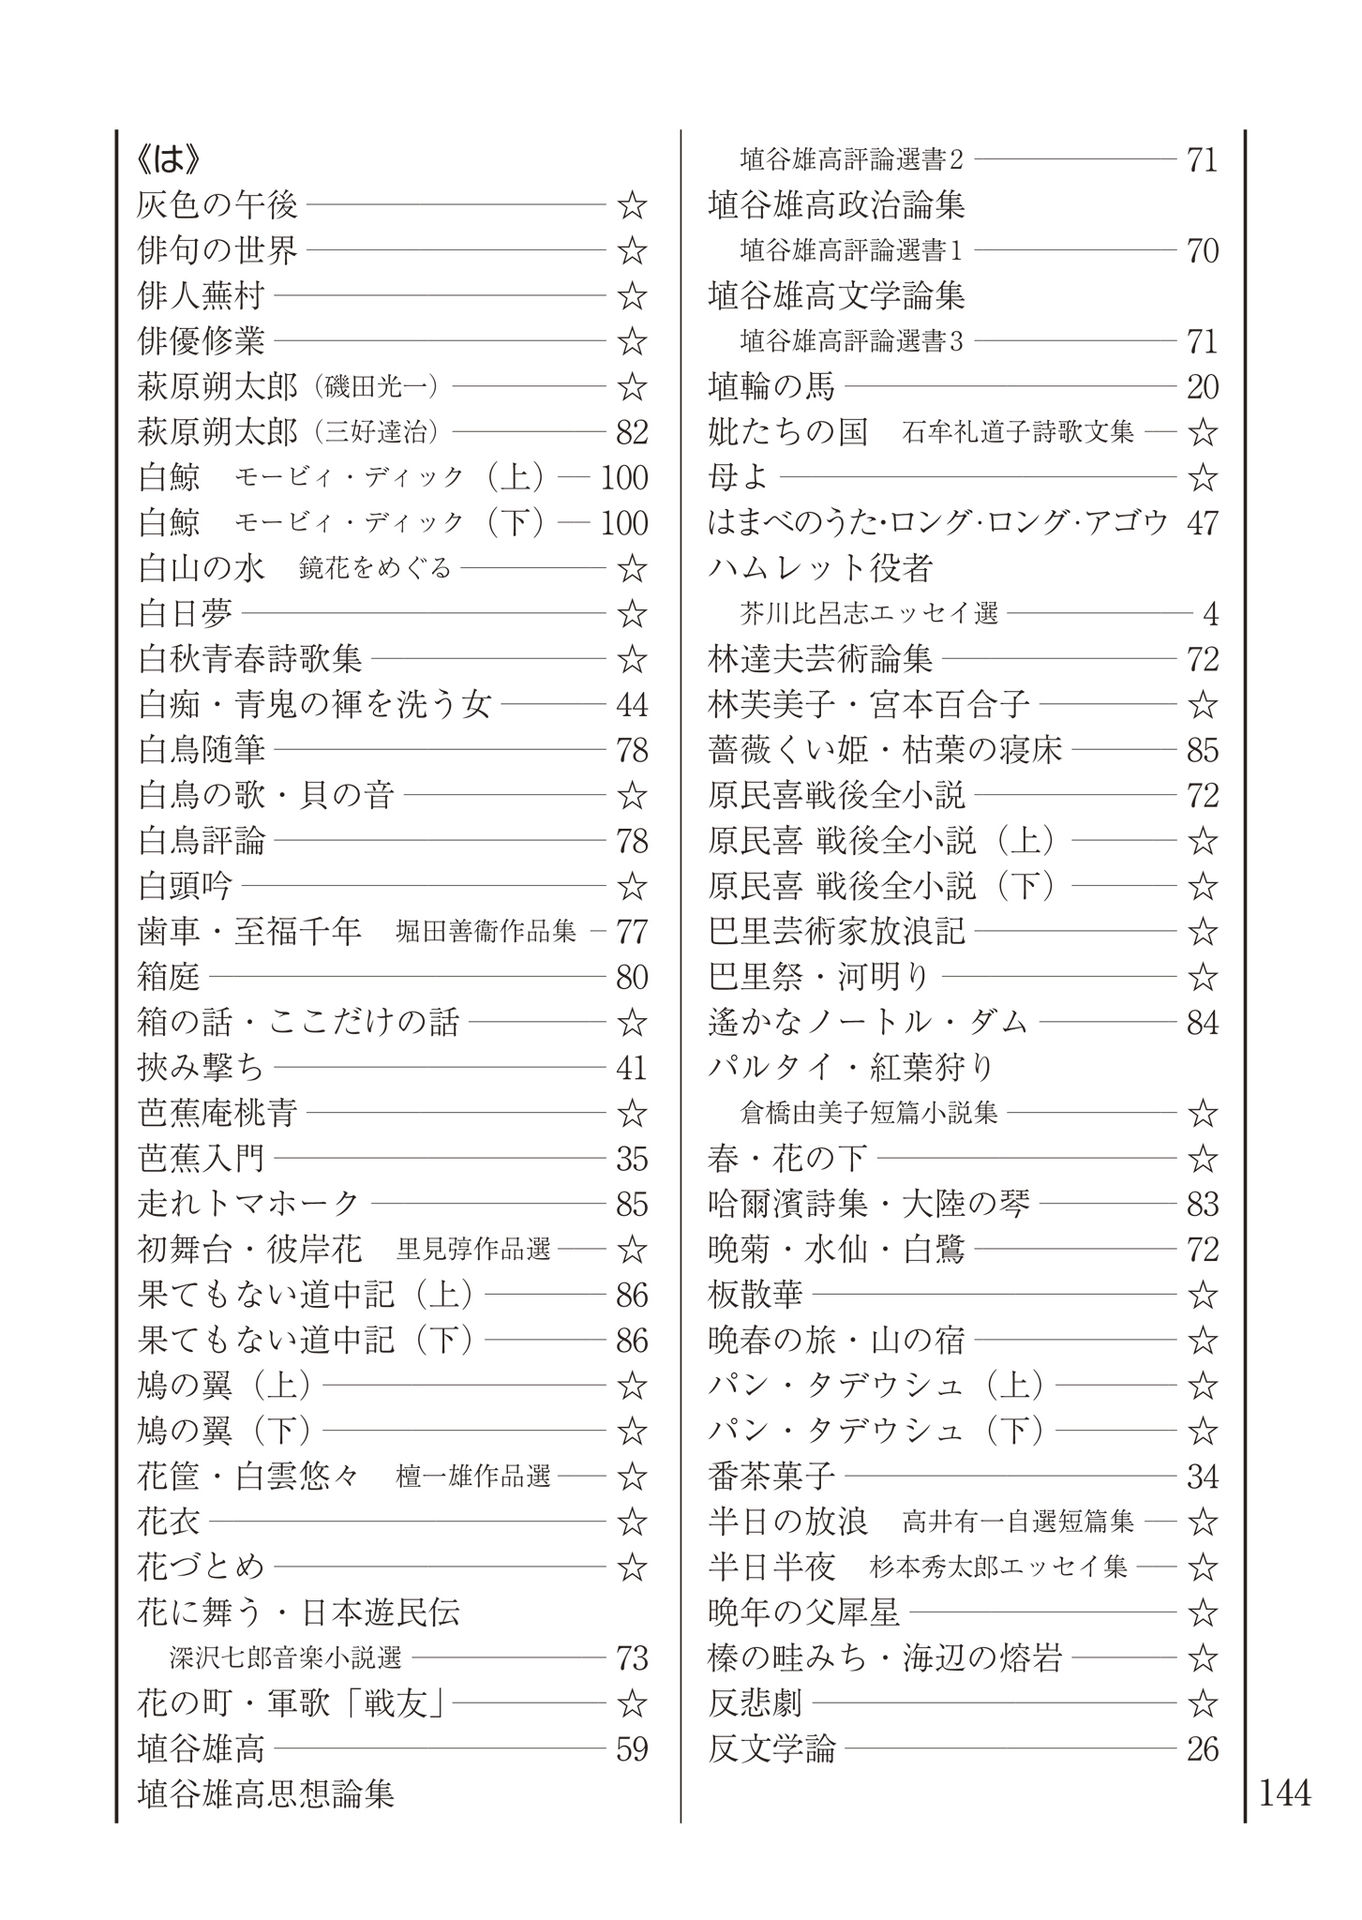 《は》
灰色の午後 ☆
俳句の世界 ☆
俳人蕪村 ☆
俳優修業 ☆
萩原朔太郎（磯田光一） ☆
萩原朔太郎（三好達治） 82
白鯨　モービィ・ディック（上） 100
白鯨　モービィ・ディック（下） 100
白山の水　鏡花をめぐる ☆
白日夢 ☆
白秋青春詩歌集 ☆
白痴・青鬼の褌を洗う女 44
白鳥随筆 78
白鳥の歌・貝の音 ☆
白鳥評論 78
白頭吟 ☆
歯車・至福千年　堀田善衞作品集 77
箱庭 80
箱の話・ここだけの話 ☆
挾み撃ち 41
芭蕉庵桃青 ☆
芭蕉入門 35
走れトマホーク 85
初舞台・彼岸花　里見弴作品選 ☆
果てもない道中記（上） 86
果てもない道中記（下） 86
鳩の翼（上） ☆
鳩の翼（下） ☆
花筐・白雲悠々　檀一雄作品選 ☆
花衣 ☆
花づとめ ☆
花に舞う・日本遊民伝
深沢七郎音楽小説選 73
花の町・軍歌「戦友」 ☆
埴谷雄高 59
埴谷雄高思想論集
埴谷雄高評論選書2 71
埴谷雄高政治論集
埴谷雄高評論選書1 70
埴谷雄高文学論集
埴谷雄高評論選書3 71
埴輪の馬 20
妣たちの国　石牟礼道子詩歌文集 ☆
母よ ☆
はまべのうた・ロング・ロング・アゴウ 47
ハムレット役者
芥川比呂志エッセイ選 4
林達夫芸術論集 72
林芙美子・宮本百合子 ☆
薔薇くい姫・枯葉の寝床 85
原民喜戦後全小説 72
原民喜 戦後全小説（上） ☆
原民喜 戦後全小説（下） ☆
巴里芸術家放浪記 ☆
巴里祭・河明り ☆
遙かなノートル・ダム 84
パルタイ・紅葉狩り
倉橋由美子短篇小説集 ☆
春・花の下 ☆
哈爾濱詩集・大陸の琴 83
晩菊・水仙・白鷺 72
板散華 ☆
晩春の旅・山の宿 ☆
パン・タデウシュ（上） ☆
パン・タデウシュ（下） ☆
番茶菓子 34
半日の放浪　高井有一自選短篇集 ☆
半日半夜　杉本秀太郎エッセイ集 ☆
晩年の父犀星 ☆
榛の畦みち・海辺の熔岩 ☆
反悲劇 ☆
反文学論 26
144